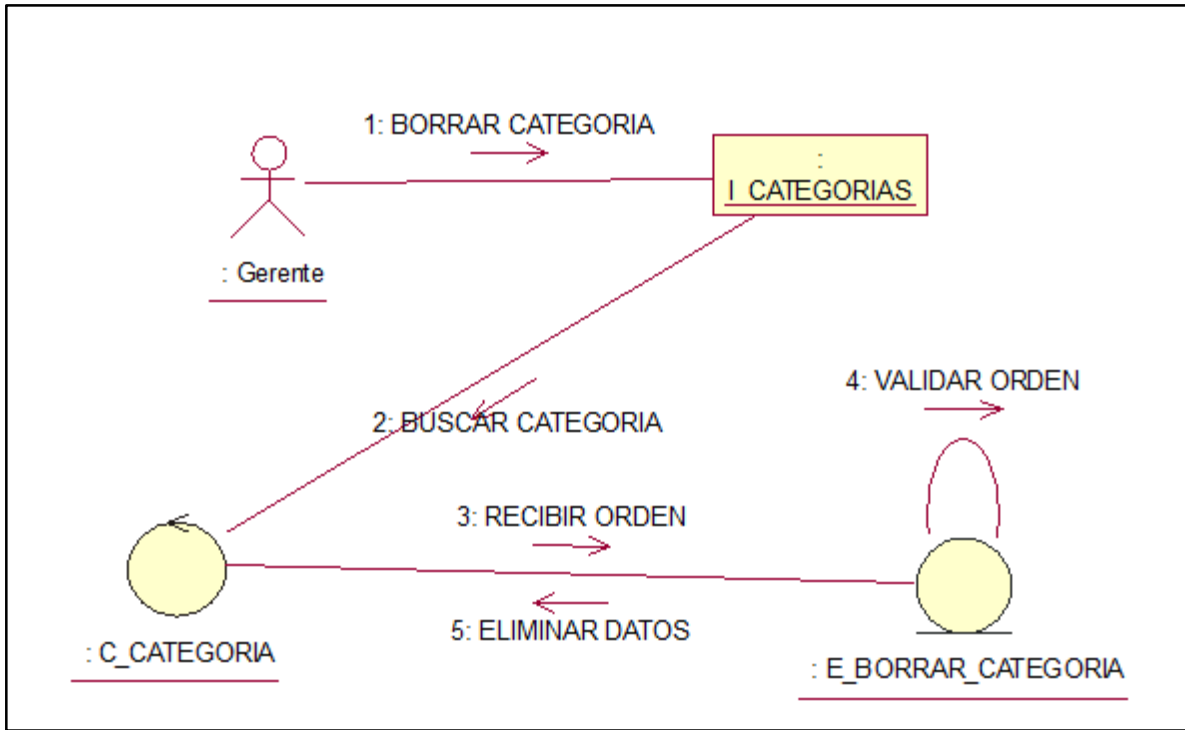 1: BORRAR CATEGORIA
:
I_CATEGORIAS
: Gerente
4: VALIDAR ORDEN
2: BUSCAR CATEGORIA
3: RECIBIR ORDEN
5: ELIMINAR DATOS
: C_CATEGORIA
: E_BORRAR_CATEGORIA